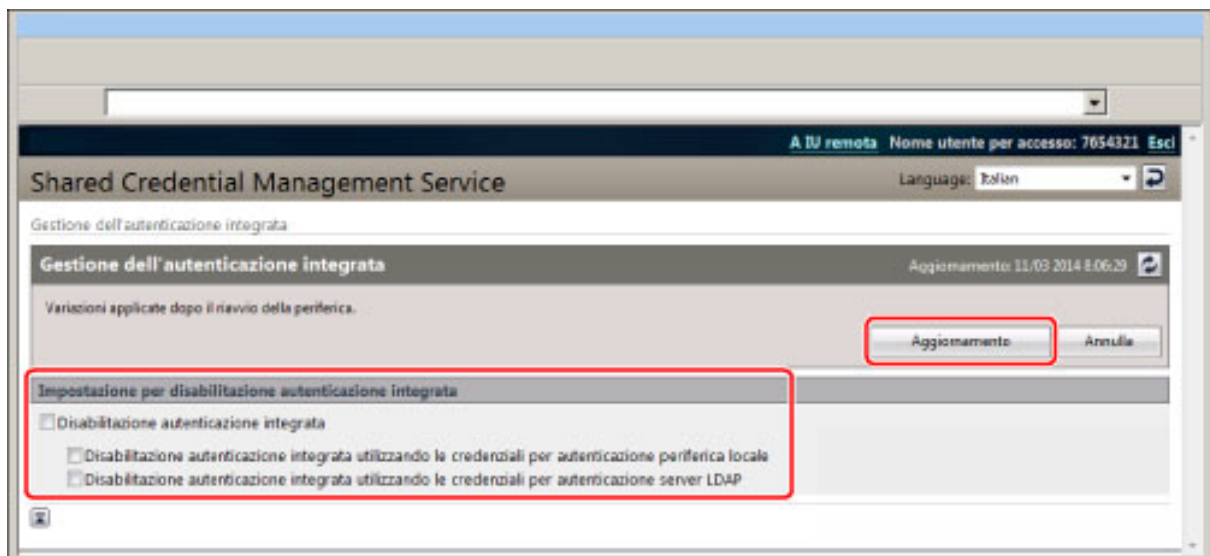 A IU remota Nome utente per accesso: 7654321 Esci
Shared Credential Management Service
Language: Italian
Gestione dell'autenticazione integrata
Gestione dell'autenticazione integrata
Aggiornamento: 11/03 2014 8:06:29
Variazioni applicate dopo il riavvio della periferica.
Aggiornamento Annulla
Impostazione per disabilitazione autenticazione integrata
Disabilitazione autenticazione integrata
Disabilitazione autenticazione integrata utilizzando le credenziali per autenticazione periferica locale
Disabilitazione autenticazione integrata utilizzando le credenziali per autenticazione server LDAP